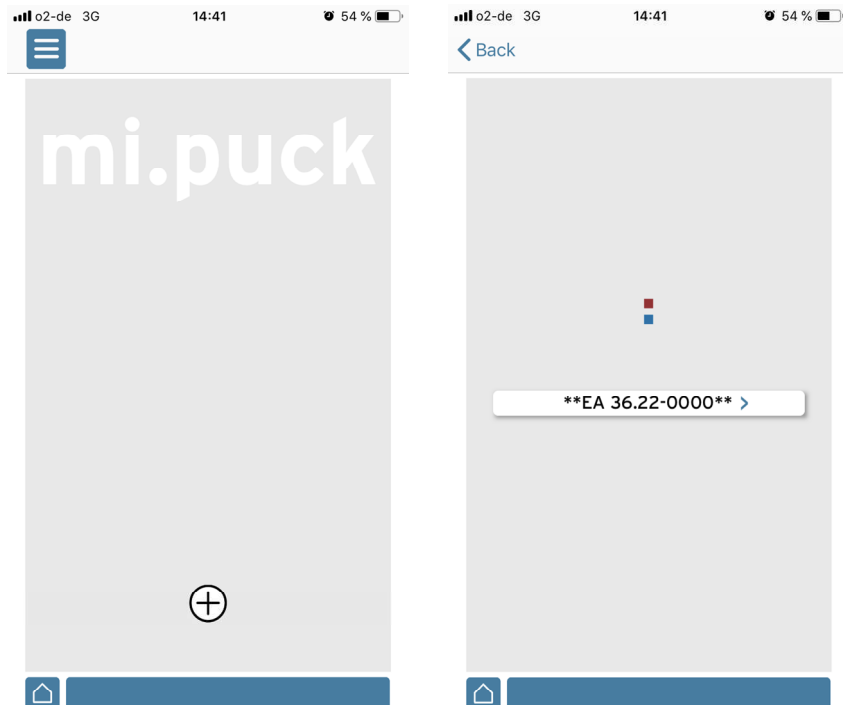 o2-de 3G 14:41 54 %
mi.puck
o2-de 3G 14:41 54 %
Back
**EA 36.22-0000** >